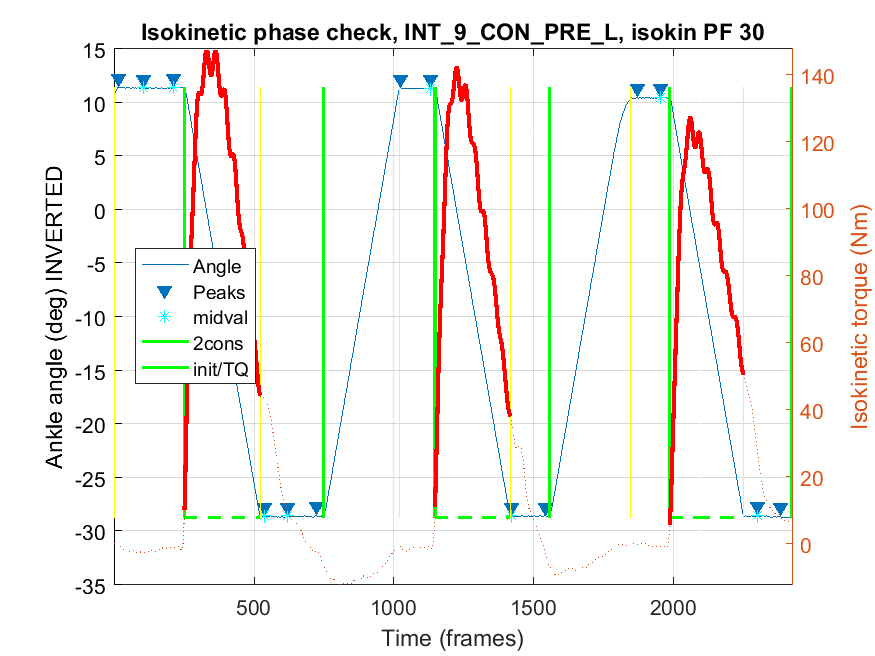 Isokinetic phase check, INT_9_CON_PRE_L, isokin PF 30
15
10
5
0
-5
-10
-15
-20
-25
-30
-35
Ankle angle (deg) INVERTED
Angle
Peaks
midval
2cons
init/TQ
140
120
100
80
60
40
20
0
Isokinetic torque (Nm)
500
1000
1500
2000
Time (frames)